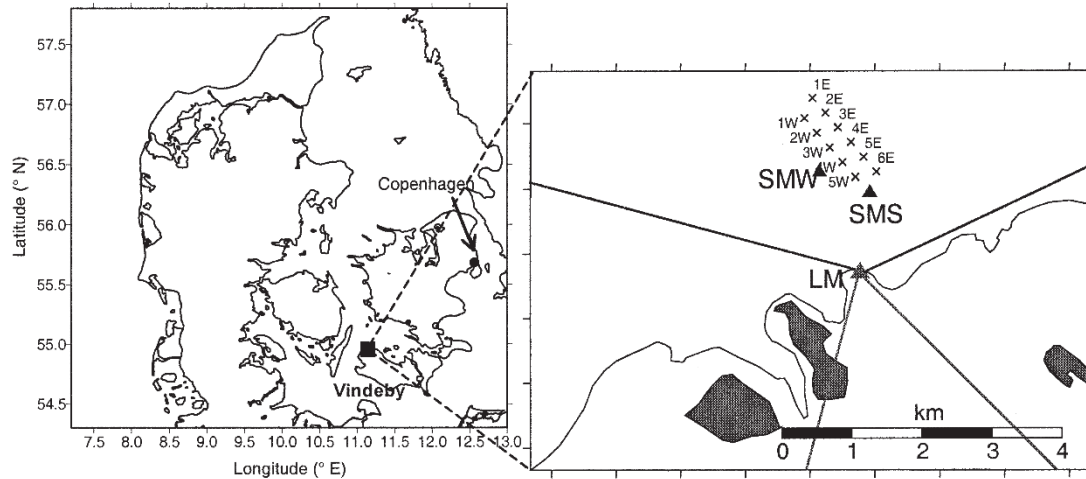 57.5
57.0
56.5
56.0
55.5
55.0
54.5
7.5
8.0
8.5
9.0
9.5
10.0
10.5
11.0
11.5
12.0
12.5
13.0
Latitude (° N)
Longitude (° E)
Copenhagen
Vindeby
1E
2E
3E
4E
5E
6E
1W
2W
3W
W
5W
SMW
SMS
LM
km
0
1
2
3
4